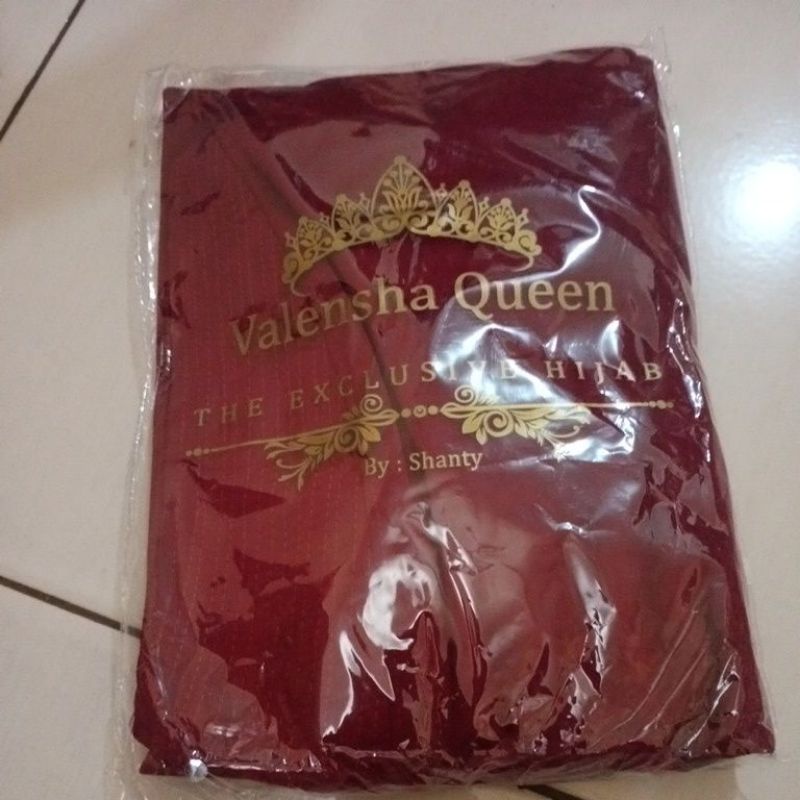 Valensha Queen
THE EXCLUSIVE HIJAB
By : Shanty